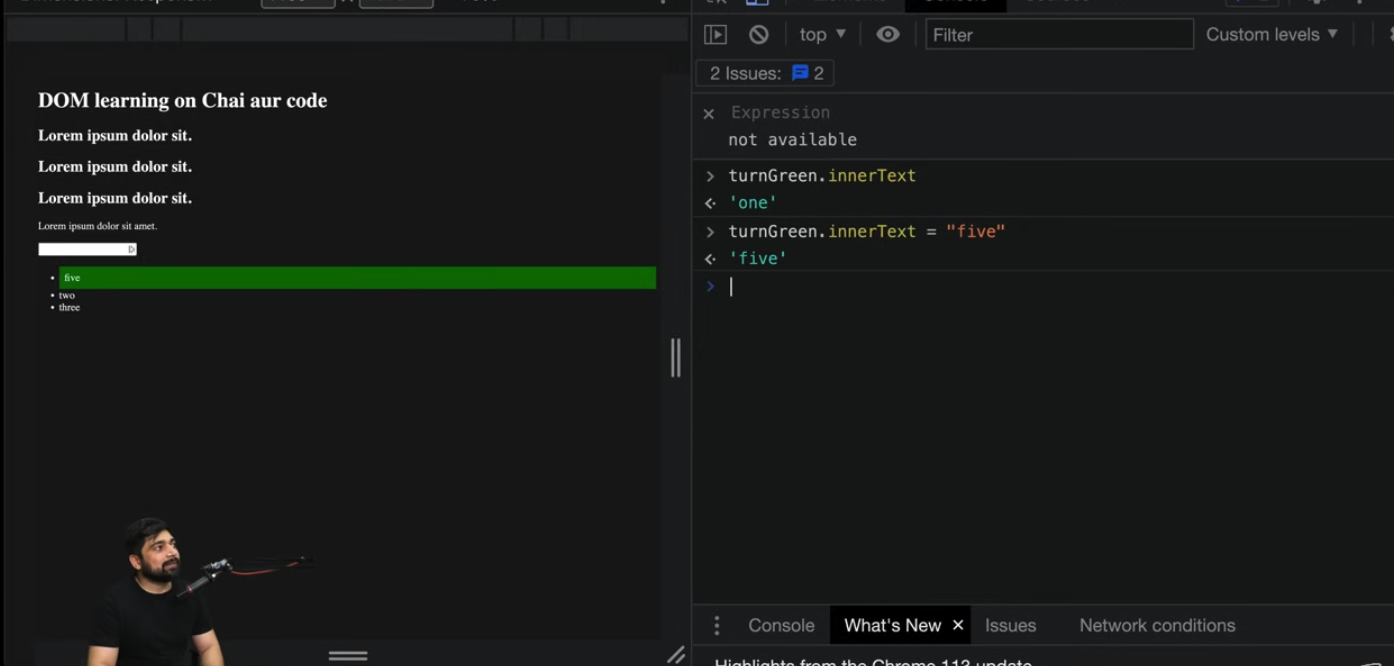 top ▼
Filter
Custom levels ▼
2 Issues: 2
× Expression
not available
DOM learning on Chai aur code
Lorem ipsum dolor sit.
Lorem ipsum dolor sit.
Lorem ipsum dolor sit.
Lorem ipsum dolor sit amet.
• five
• two
• three
> turnGreen.innerText
'one'
> turnGreen.innerText = "five"
'five'
>
Console
What's New ×
Issues
Network conditions
Highlights from the Chrome 113 update